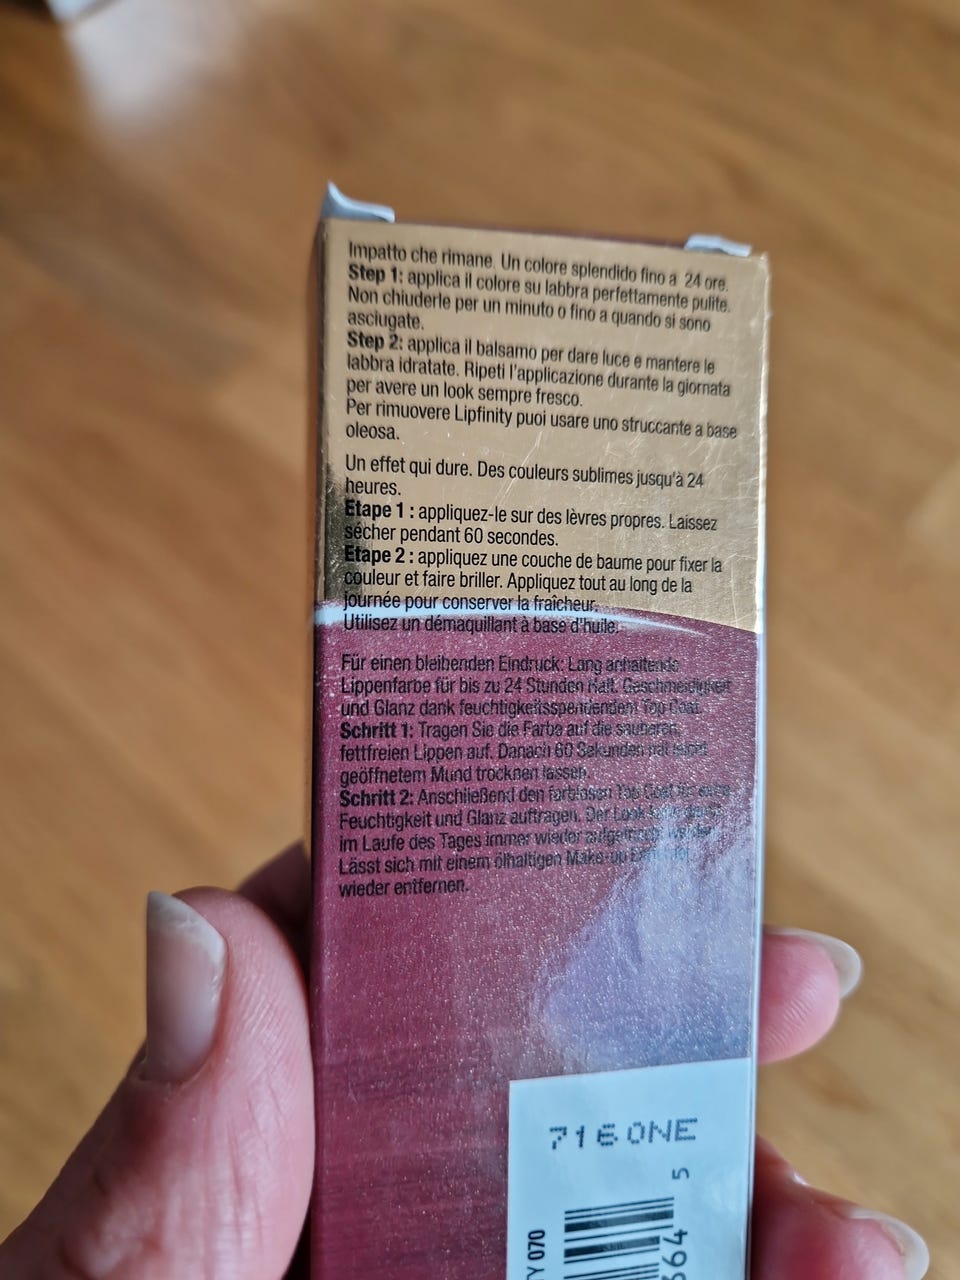 Impatto che rimane. Un colore splendido fino a 24 ore.
Step 1: applica il colore su labbra perfettamente pulite.
Non chiuderle per un minuto o fino a quando si sono
asciugate.
Step 2: applica il balsamo per dare luce e mantere le
labbra idratate. Ripeti l'applicazione durante la giornata
per avere un look sempre fresco.
Per rimuovere Lipfinity puoi usare uno struccante a base
oleosa.
Un effet qui dure. Des couleurs sublimes jusqu'à 24
heures.
Etape 1 : appliquez-le sur des lèvres propres. Laissez
sécher pendant 60 secondes.
Etape 2 : appliquez une couche de baume pour fixer la
couleur et faire briller. Appliquez tout au long de la
journée pour conserver la fraîcheur.
Utilisez un démaquillant à base d'huile.
Für einen bleibenden Eindruck: Lang anhaltende
Lippenfarbe für bis zu 24 Stunden Halt. Geschmeidigkeit
und Glanz dank feuchtigkeitsspendendem Top Coat.
Schritt 1: Tragen Sie die Farbe auf die sauberen,
fettfreien Lippen auf. Danach 60 Sekunden mit leicht
geöffnetem Mund trocknen lassen.
Schritt 2: Anschließend den farblosen Top Coat für
Feuchtigkeit und Glanz auftragen. Der Look kann
im Laufe des Tages immer wieder aufgefrischt werden.
Lässt sich mit einem ölhaltigen Make-up
wieder entfernen.
716 ONE
5
364
TY 070